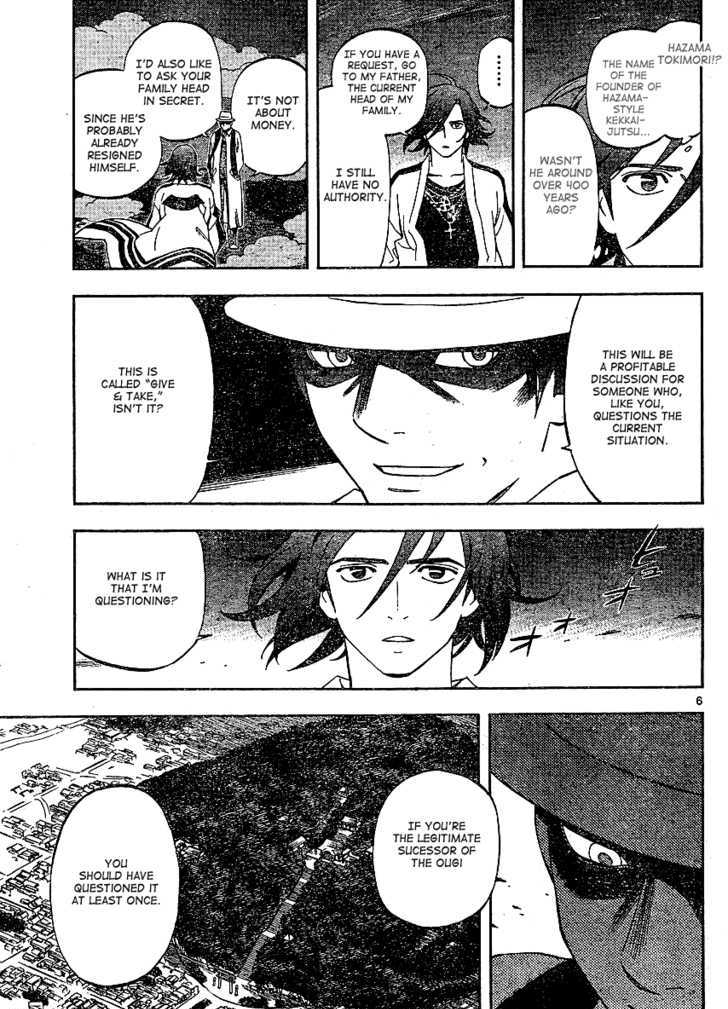 HAZAMA
TOKIMORI!?
THE NAME
OF THE
FOUNDER OF
HAZAMA-
STYLE
KEKKAI-
JUTSU...
WASN'T
HE AROUND
OVER 400
YEARS
AGO?
......
IF YOU HAVE A
REQUEST, GO
TO MY FATHER,
THE CURRENT
HEAD OF MY
FAMILY.
I STILL
HAVE NO
AUTHORITY.
IT'S NOT
ABOUT
MONEY.
I'D ALSO LIKE
TO ASK YOUR
FAMILY HEAD
IN SECRET.
SINCE HE'S
PROBABLY
ALREADY
RESIGNED
HIMSELF.
THIS WILL BE
A PROFITABLE
DISCUSSION FOR
SOMEONE WHO,
LIKE YOU,
QUESTIONS THE
CURRENT
SITUATION.
THIS IS
CALLED "GIVE
& TAKE,"
ISN'T IT?
オオオ
WHAT IS IT
THAT I'M
QUESTIONING?
6
IF YOU'RE
THE LEGITIMATE
SUCESSOR OF
THE OUGI
YOU
SHOULD HAVE
QUESTIONED IT
AT LEAST ONCE.